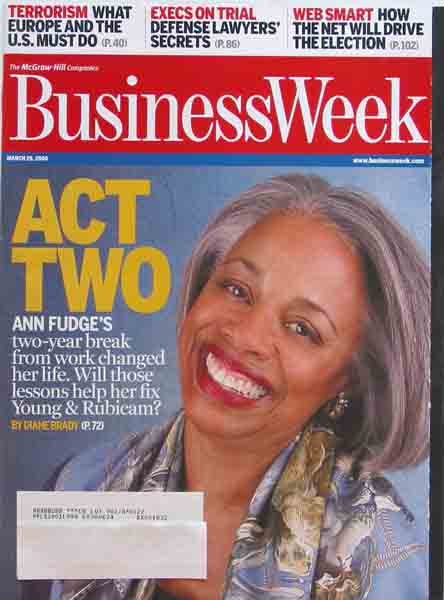 TERRORISM WHAT
EUROPE AND THE
U.S. MUST DO (P.40)
EXECS ON TRIAL
DEFENSE LAWYERS'
SECRETS (P.86)
WEB SMART HOW
THE NET WILL DRIVE
THE ELECTION (P.102)
The McGraw-Hill Companies
BusinessWeek
MARCH 29, 2004
www.businessweek.com
ACT
TWO
ANN FUDGE'S
two-year break
from work changed
her life. Will those
lessons help her fix
Young & Rubicam?
BY DIANE BRADY (P.72)